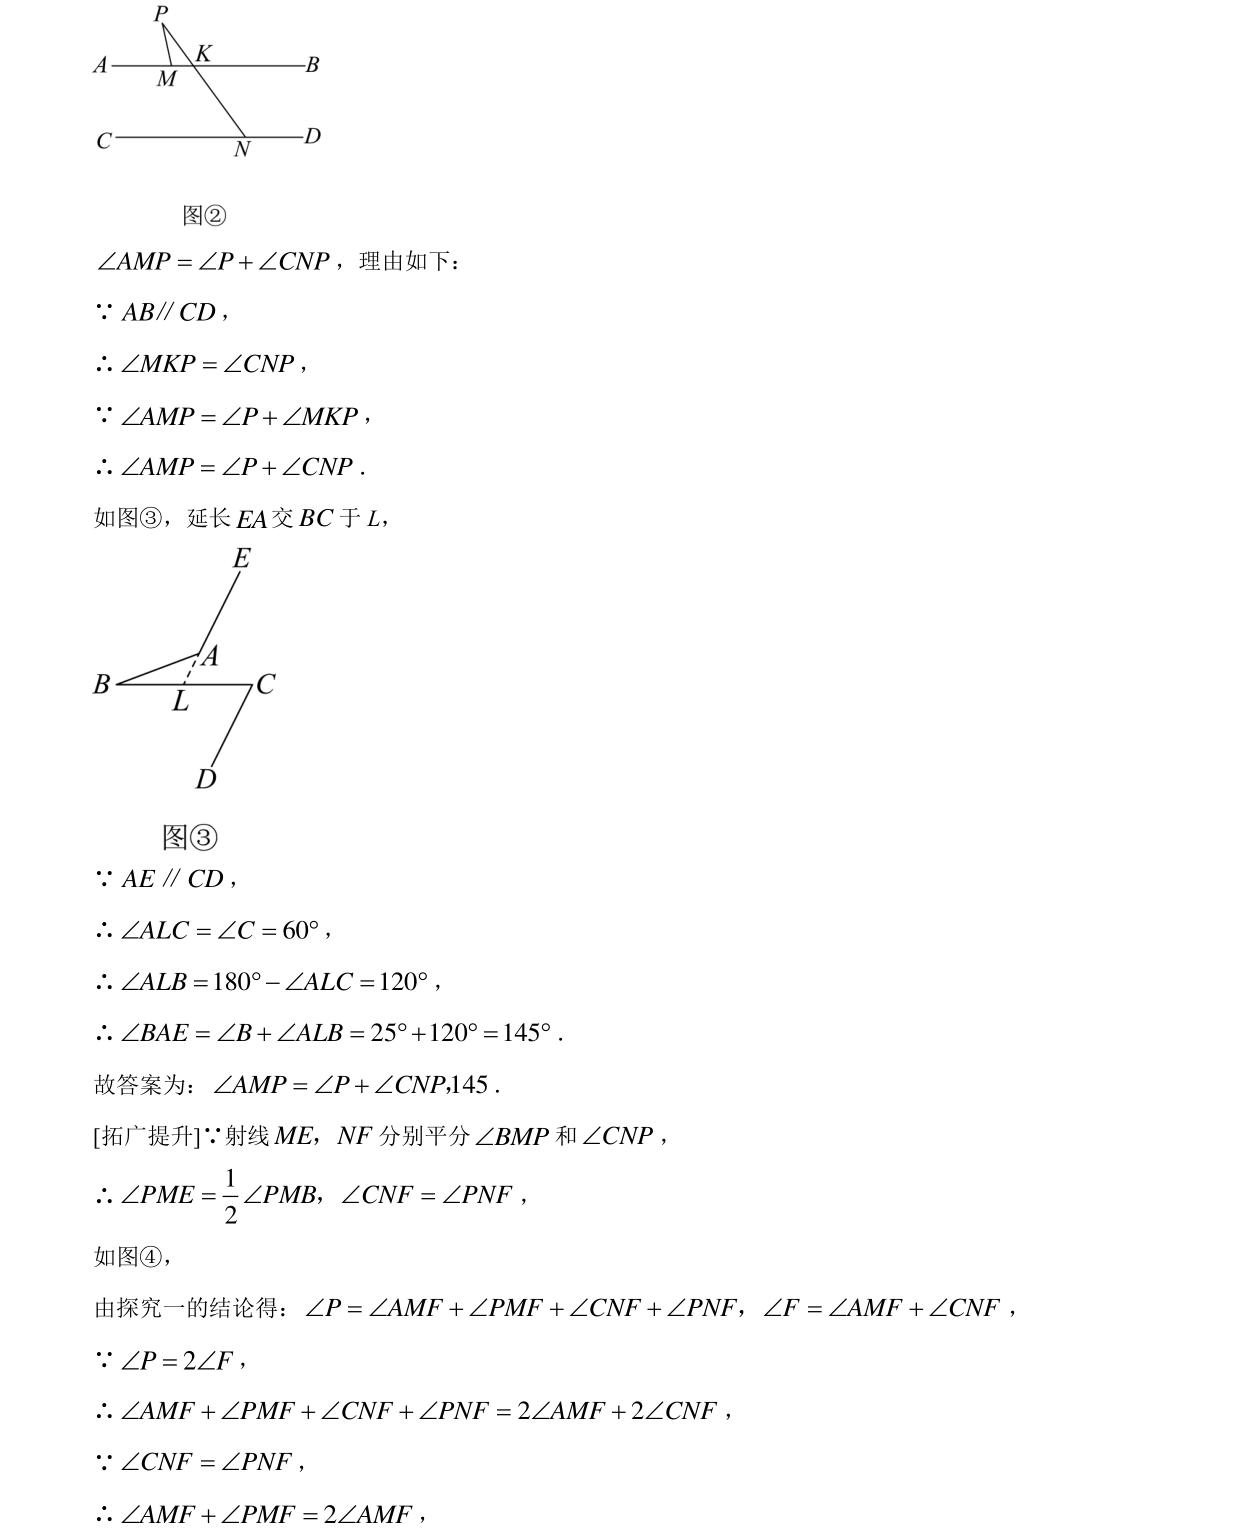 P
K
A
B
M
C
D
N
图②
∠AMP = ∠P + ∠CNP，理由如下：
∵ AB∥CD，
∴ ∠MKP = ∠CNP，
∵ ∠AMP = ∠P + ∠MKP，
∴ ∠AMP = ∠P + ∠CNP．
如图③，延长EA交BC于L，
E
A
B
C
L
D
图③
∵ AE∥CD，
∴ ∠ALC = ∠C = 60°，
∴ ∠ALB = 180° − ∠ALC = 120°，
∴ ∠BAE = ∠B + ∠ALB = 25° + 120° = 145°．
故答案为：∠AMP = ∠P + ∠CNP，145．
[拓广提升]∵射线ME，NF分别平分∠BMP和∠CNP，
∴ ∠PME = 1/2 ∠PMB，∠CNF = ∠PNF，
如图④，
由探究一的结论得：∠P = ∠AMF + ∠PMF + ∠CNF + ∠PNF，∠F = ∠AMF + ∠CNF，
∵ ∠P = 2∠F，
∴ ∠AMF + ∠PMF + ∠CNF + ∠PNF = 2∠AMF + 2∠CNF，
∵ ∠CNF = ∠PNF，
∴ ∠AMF + ∠PMF = 2∠AMF，